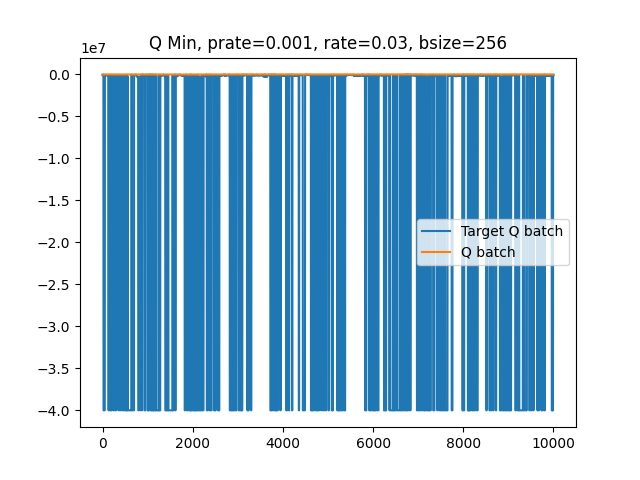 Q Min, prate=0.001, rate=0.03, bsize=256
1e7
0.0
−0.5
−1.0
−1.5
−2.0
−2.5
−3.0
−3.5
−4.0
Target Q batch
Q batch
0 2000 4000 6000 8000 10000